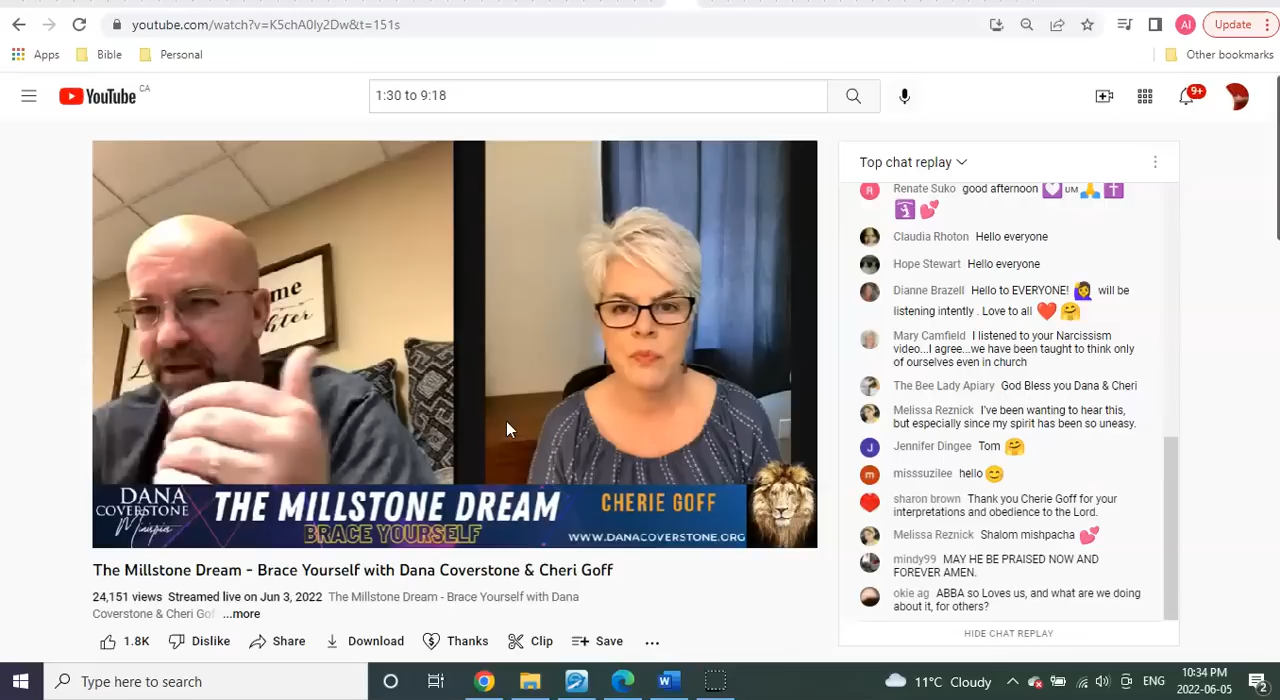 youtube.com/watch?v=K5chA0Iy2Dw&t=151s
AI
Update
Apps
Bible
Personal
Other bookmarks
YouTube CA
1:30 to 9:18
9+
me
hter
DANA
COVERSTONE
Ministries
THE MILLSTONE DREAM
BRACE YOURSELF
CHERIE GOFF
WWW.DANACOVERSTONE.ORG
The Millstone Dream - Brace Yourself with Dana Coverstone & Cheri Goff
24,151 views Streamed live on Jun 3, 2022 The Millstone Dream - Brace Yourself with Dana
Coverstone & Cheri Gof ...more
1.8K Dislike Share Download Thanks Clip Save ...
Top chat replay
R Renate Suko good afternoon 💟 UM 🙏 ✝️
🛐 💕
Claudia Rhoton Hello everyone
Hope Stewart Hello everyone
Dianne Brazell Hello to EVERYONE! 🙋‍♀️ will be
listening intently . Love to all ❤️ 🤗
Mary Camfield I listened to your Narcissism
video...I agree...we have been taught to think only
of ourselves even in church
The Bee Lady Apiary God Bless you Dana & Cheri
Melissa Reznick I've been wanting to hear this,
but especially since my spirit has been so uneasy.
J Jennifer Dingee Tom 🤗
m misssuzilee hello 😊
sharon brown Thank you Cherie Goff for your
interpretations and obedience to the Lord.
Melissa Reznick Shalom mishpacha 💕
mindy99 MAY HE BE PRAISED NOW AND
FOREVER AMEN.
okie ag ABBA so Loves us, and what are we doing
about it, for others?
HIDE CHAT REPLAY
Type here to search
W
11°C Cloudy
ENG
10:34 PM
2022-06-05
2